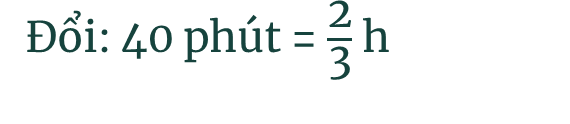 Đổi: 40 phút = 2/3 h